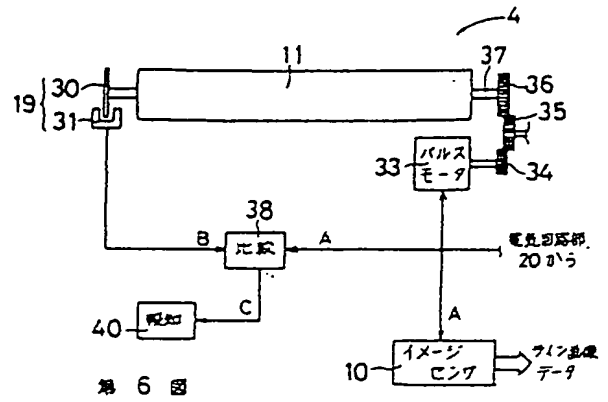 4
11
37
36
35
34
30
19
31
パルス
モータ
33
38
比較
B
A
電気回路部
20から
C
報知
40
A
イメージ
センサ
10
ライン画像
データ
第 6 図